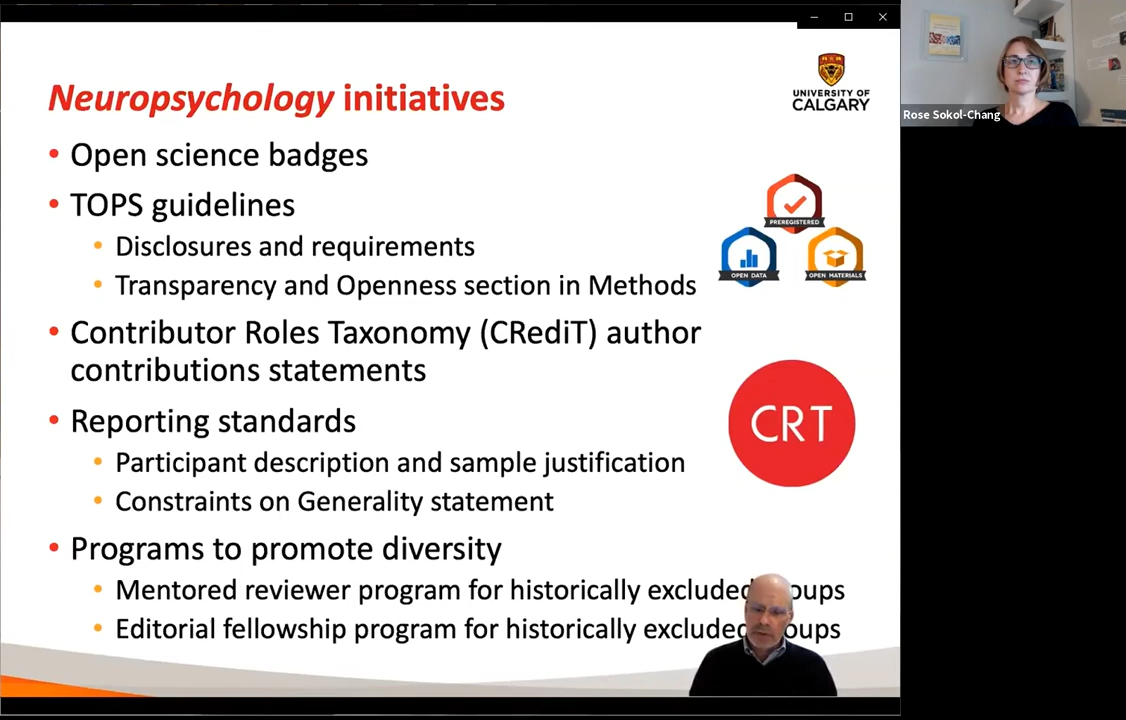 Neuropsychology initiatives
UNIVERSITY OF
CALGARY
Rose Sokol-Chang
• Open science badges
• TOPS guidelines
• Disclosures and requirements
• Transparency and Openness section in Methods
PREREGISTERED
OPEN DATA
OPEN MATERIALS
• Contributor Roles Taxonomy (CRediT) author
contributions statements
CRT
• Reporting standards
• Participant description and sample justification
• Constraints on Generality statement
• Programs to promote diversity
• Mentored reviewer program for historically excluded
• Editorial fellowship program for historically excluded